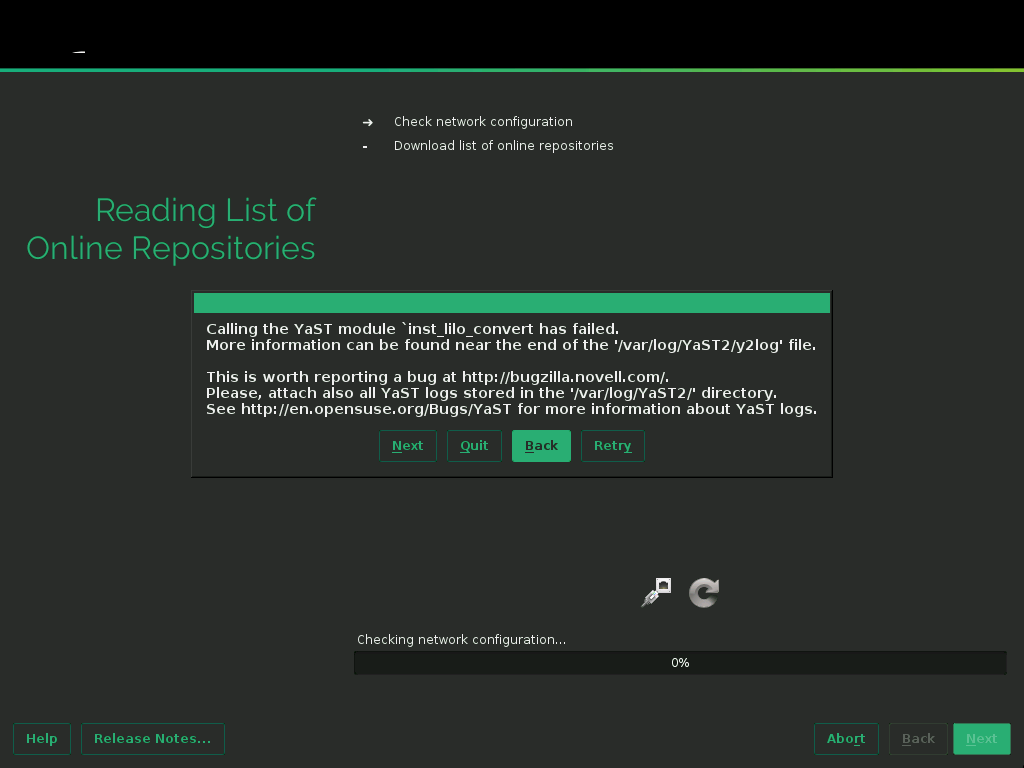 ➔ Check network configuration
- Download list of online repositories
Reading List of
Online Repositories
Calling the YaST module `inst_lilo_convert has failed.
More information can be found near the end of the '/var/log/YaST2/y2log' file.
This is worth reporting a bug at http://bugzilla.novell.com/.
Please, attach also all YaST logs stored in the '/var/log/YaST2/' directory.
See http://en.opensuse.org/Bugs/YaST for more information about YaST logs.
Next Quit Back Retry
Checking network configuration...
0%
Help Release Notes... Abort Back Next